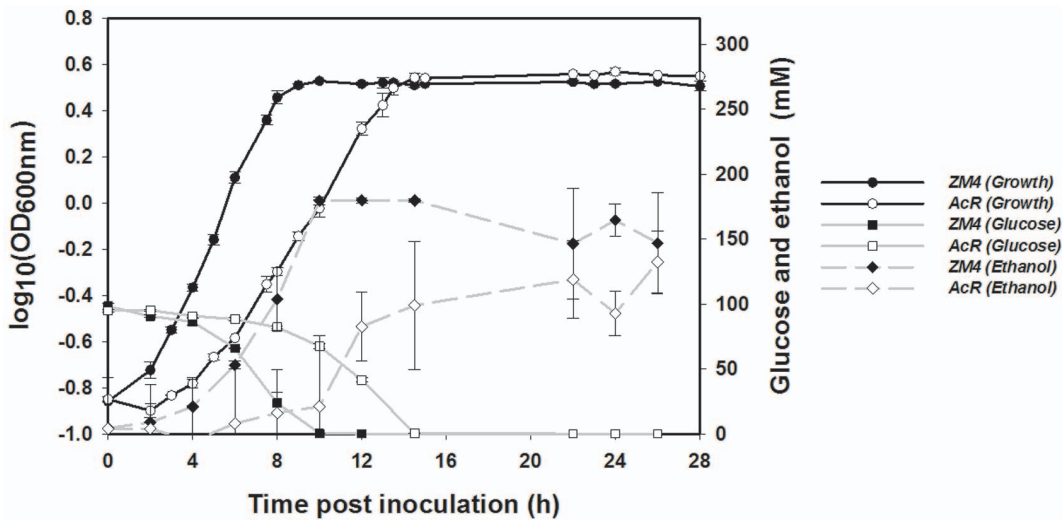 log10(OD600nm)
0.8
0.6
0.4
0.2
0.0
-0.2
-0.4
-0.6
-0.8
-1.0
0 4 8 12 16 20 24 28
Time post inoculation (h)
300
250
200
150
100
50
0
Glucose and ethanol (mM)
ZM4 (Growth)
AcR (Growth)
ZM4 (Glucose)
AcR (Glucose)
ZM4 (Ethanol)
AcR (Ethanol)